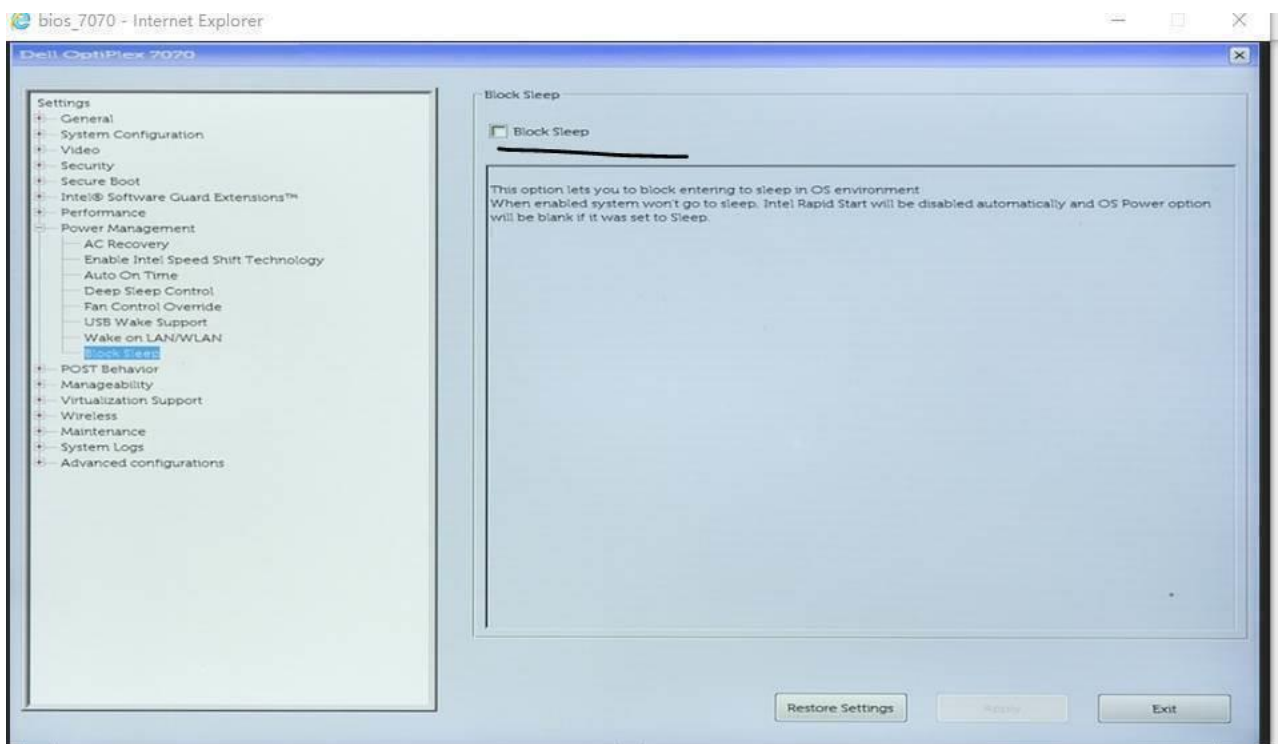 bios_7070 - Internet Explorer
Dell OptiPlex 7070
Settings
General
System Configuration
Video
Security
Secure Boot
Intel® Software Guard Extensions™
Performance
Power Management
AC Recovery
Enable Intel Speed Shift Technology
Auto On Time
Deep Sleep Control
Fan Control Override
USB Wake Support
Wake on LAN/WLAN
Block Sleep
POST Behavior
Manageability
Virtualization Support
Wireless
Maintenance
System Logs
Advanced configurations
Block Sleep
Block Sleep
This option lets you to block entering to sleep in OS environment
When enabled system won't go to sleep. Intel Rapid Start will be disabled automatically and OS Power option
will be blank if it was set to Sleep.
Restore Settings
Apply
Exit